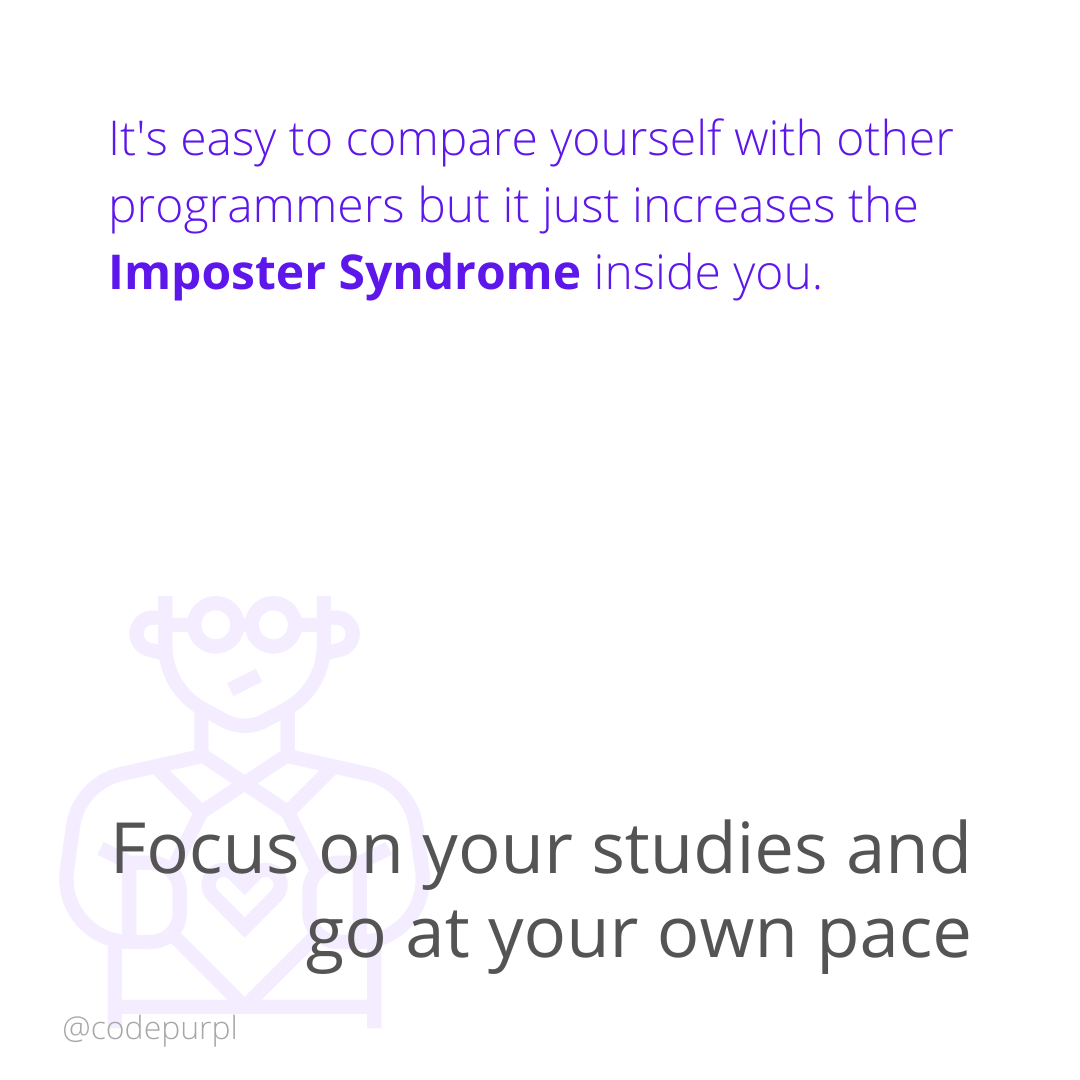 It's easy to compare yourself with other
programmers but it just increases the
Imposter Syndrome inside you.
Focus on your studies and
go at your own pace
@codepurpl